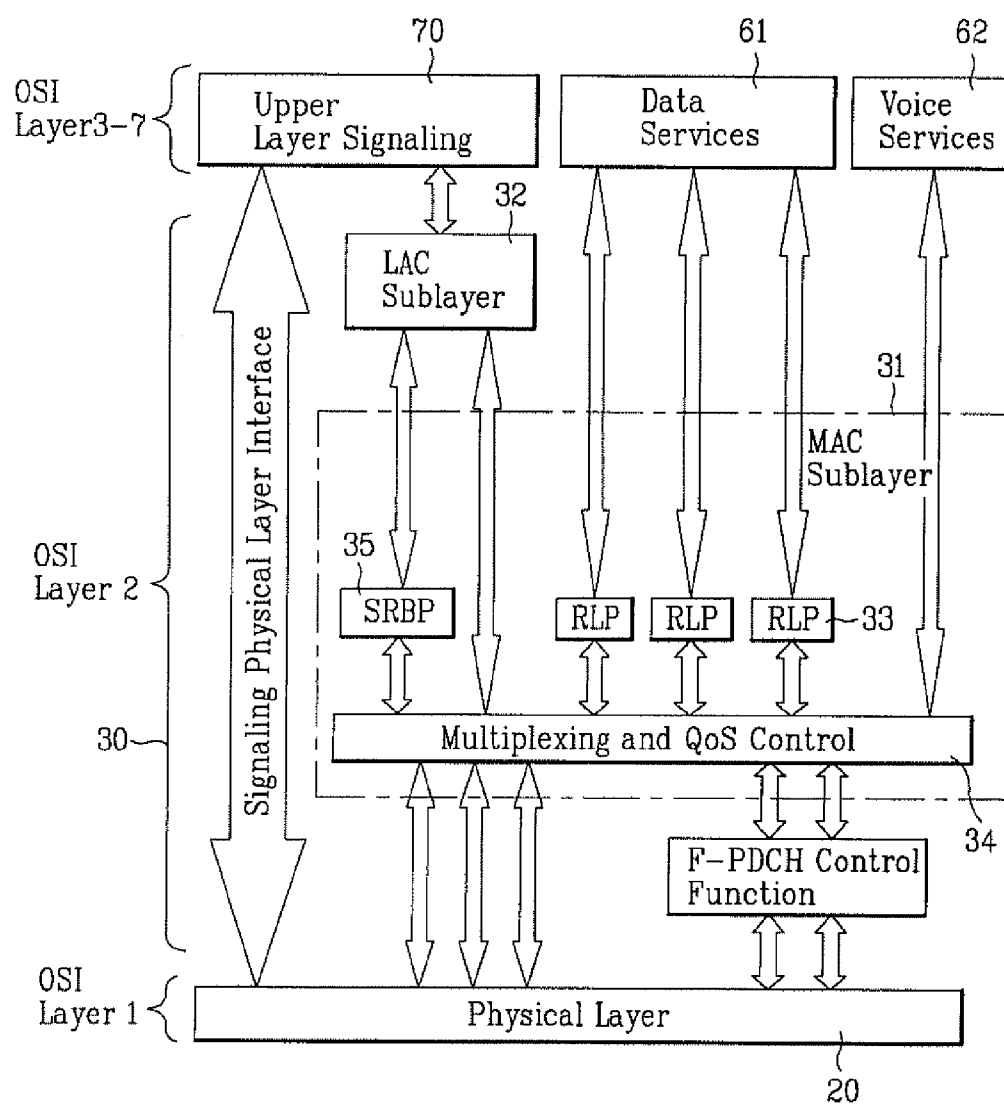 70
61
62
OSI
Layer3-7
Upper
Layer Signaling
Data
Services
Voice
Services
32
LAC
Sublayer
31
MAC
Sublayer
Signaling Physical Layer Interface
OSI
Layer 2
35
SRBP
RLP
RLP
RLP
33
30
Multiplexing and QoS Control
34
F-PDCH Control
Function
OSI
Layer 1
Physical Layer
20